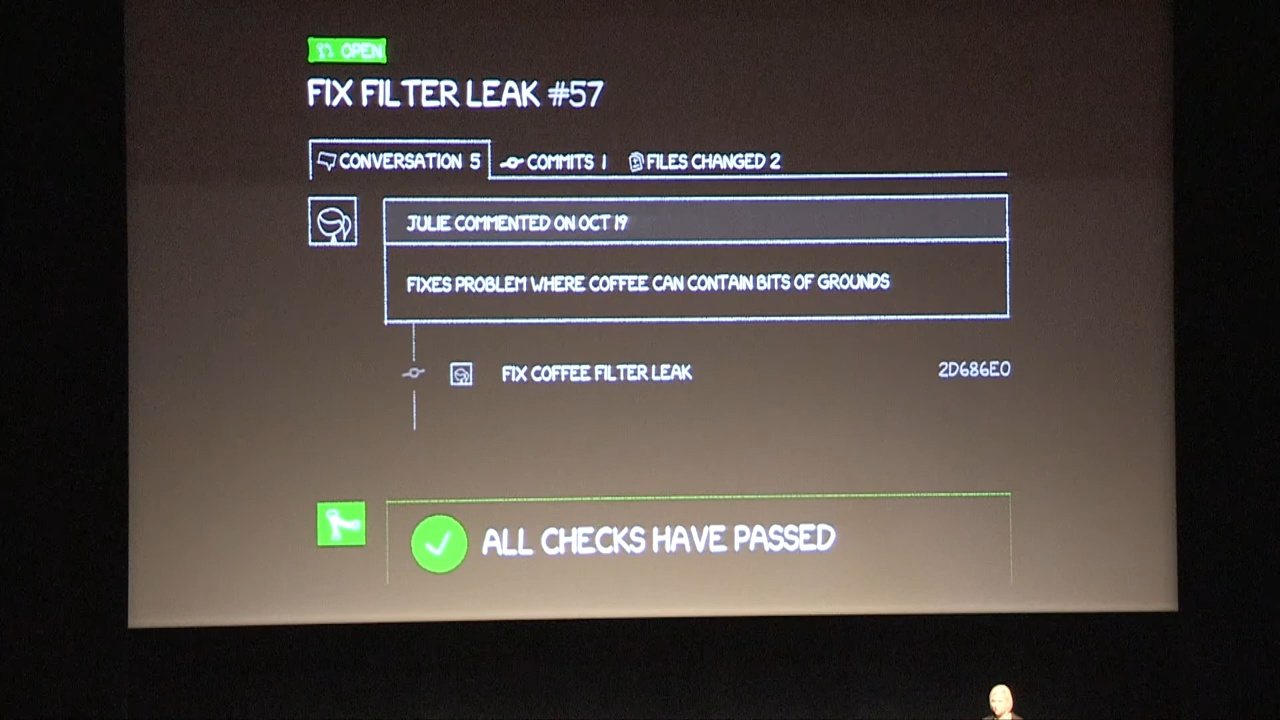 OPEN
FIX FILTER LEAK #57
CONVERSATION 5 COMMITS 1 FILES CHANGED 2
JULIE COMMENTED ON OCT 19
FIXES PROBLEM WHERE COFFEE CAN CONTAIN BITS OF GROUNDS
FIX COFFEE FILTER LEAK 2D686E0
ALL CHECKS HAVE PASSED